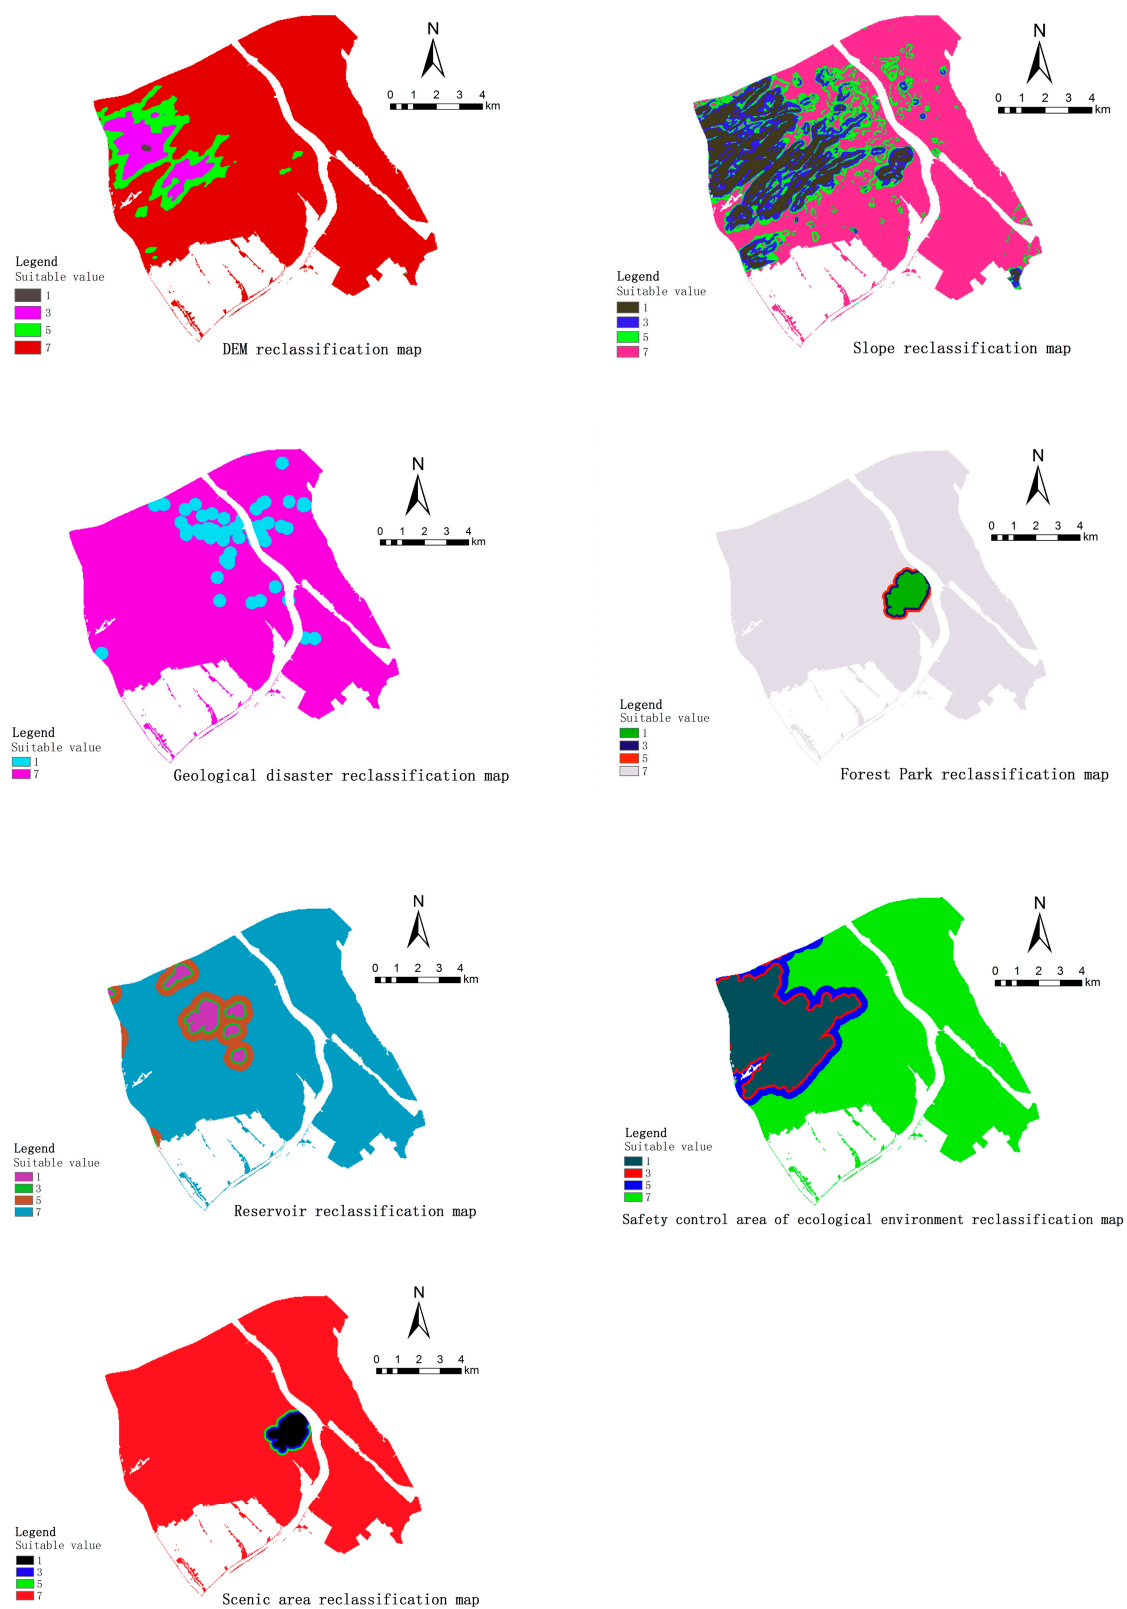 N
0 1 2 3 4
km
Legend
Suitable value
1
3
5
7
DEM reclassification map
N
0 1 2 3 4
km
Legend
Suitable value
1
3
5
7
Slope reclassification map
N
0 1 2 3 4
km
Legend
Suitable value
1
7
Geological disaster reclassification map
N
0 1 2 3 4
km
Legend
Suitable value
1
3
5
7
Forest Park reclassification map
N
0 1 2 3 4
km
Legend
Suitable value
1
3
5
7
Reservoir reclassification map
N
0 1 2 3 4
km
Legend
Suitable value
1
3
5
7
Safety control area of ecological environment reclassification map
N
0 1 2 3 4
km
Legend
Suitable value
1
3
5
7
Scenic area reclassification map